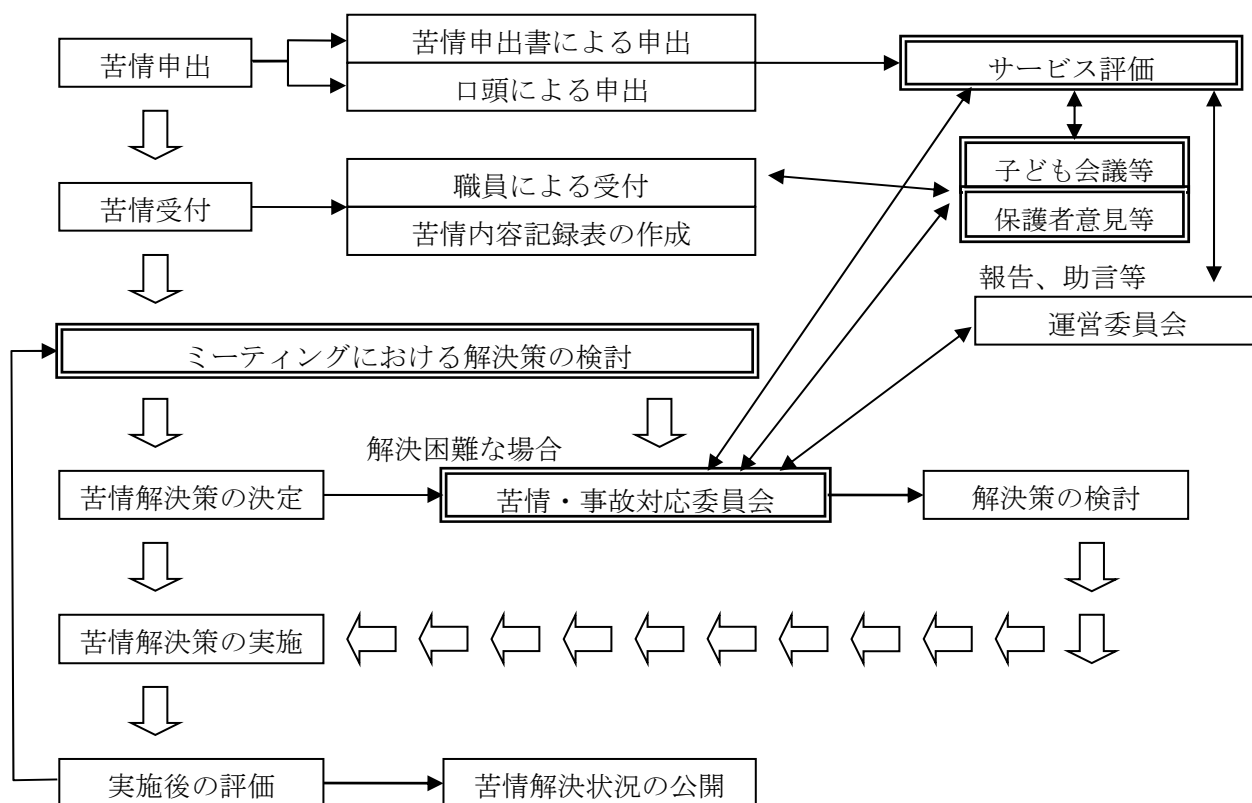 苦情申出
苦情申出書による申出
口頭による申出
サービス評価
子ども会議等
保護者意見等
苦情受付
職員による受付
苦情内容記録表の作成
報告、助言等
運営委員会
ミーティングにおける解決策の検討
解決困難な場合
苦情解決策の決定
苦情・事故対応委員会
解決策の検討
苦情解決策の実施
実施後の評価
苦情解決状況の公開